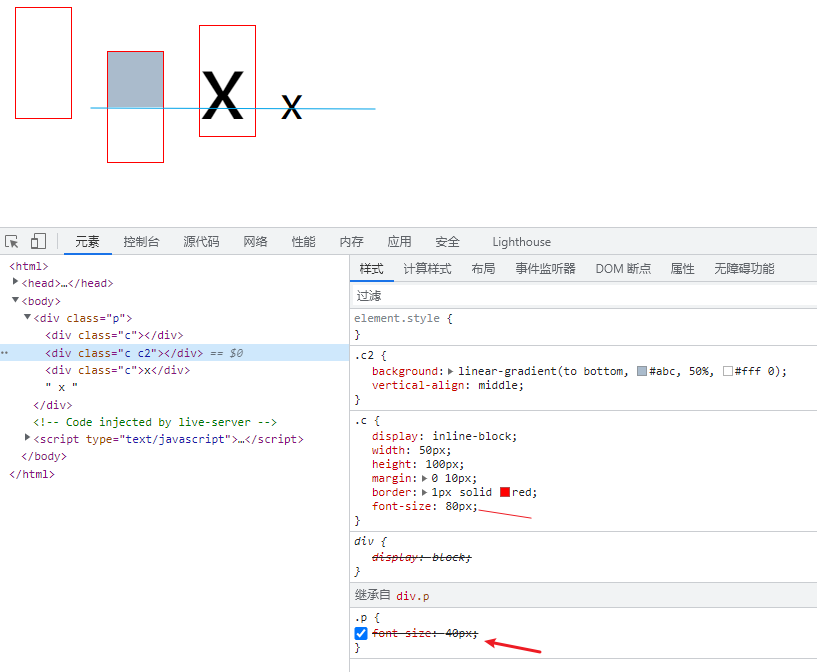 X x
元素 控制台 源代码 网络 性能 内存 应用 安全 Lighthouse
<html>
<head>…</head>
<body>
<div class="p">
<div class="c"></div>
<div class="c c2"></div> == $0
<div class="c">x</div>
" x "
</div>
<!-- Code injected by live-server -->
<script type="text/javascript">…</script>
</body>
</html>
样式 计算样式 布局 事件监听器 DOM 断点 属性 无障碍功能
过滤
element.style {
}
.c2 {
background: linear-gradient(to bottom, #abc, 50%, #fff 0);
vertical-align: middle;
}
.c {
display: inline-block;
width: 50px;
height: 100px;
margin: 0 10px;
border: 1px solid red;
font-size: 80px;
}
div {
display: block;
}
继承自 div.p
.p {
font-size: 40px;
}